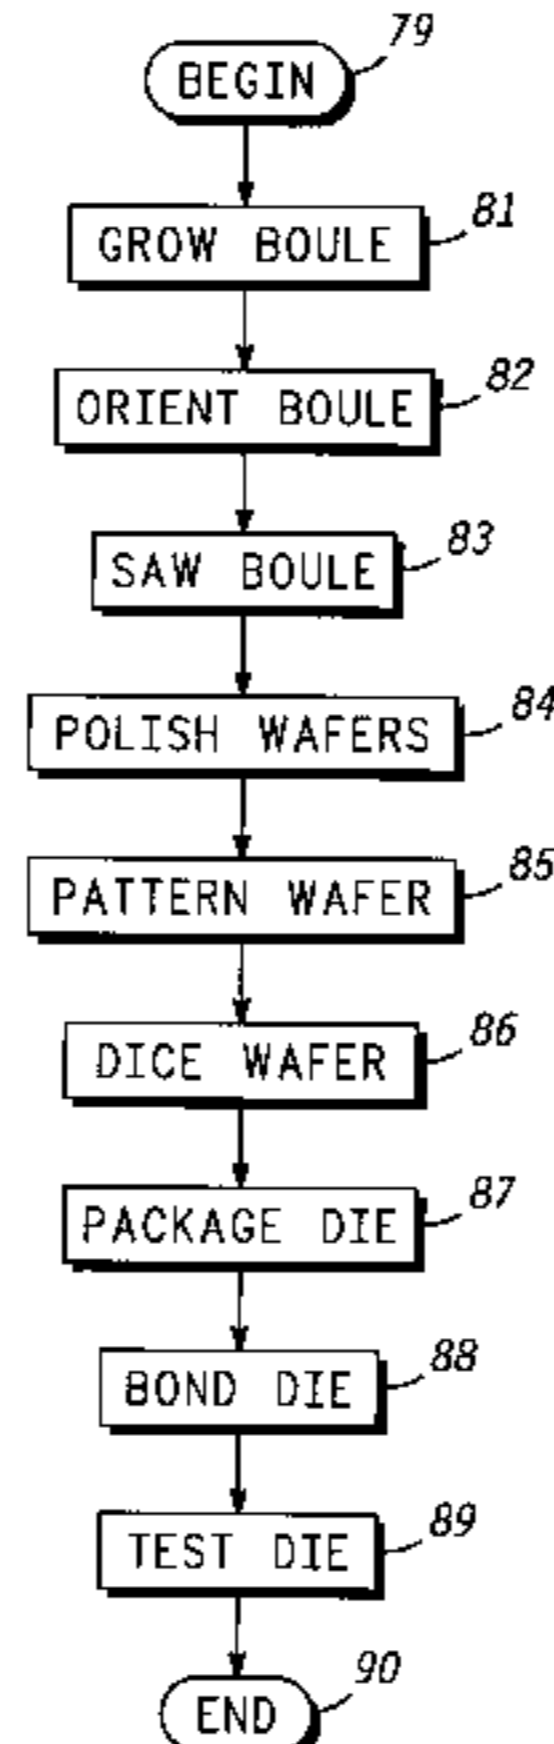 79
BEGIN
81
GROW BOULE
82
ORIENT BOULE
83
SAW BOULE
84
POLISH WAFERS
85
PATTERN WAFER
86
DICE WAFER
87
PACKAGE DIE
88
BOND DIE
89
TEST DIE
90
END